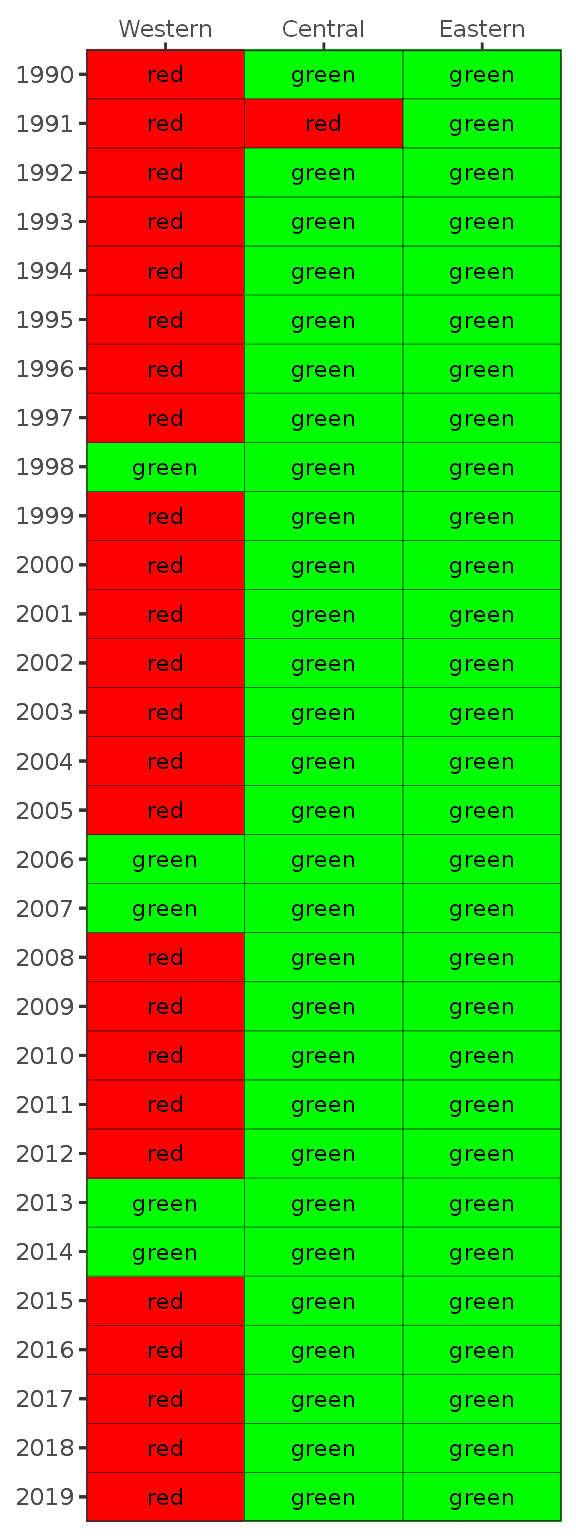 Western Central Eastern
1990 red green green
1991 red red green
1992 red green green
1993 red green green
1994 red green green
1995 red green green
1996 red green green
1997 red green green
1998 green green green
1999 red green green
2000 red green green
2001 red green green
2002 red green green
2003 red green green
2004 red green green
2005 red green green
2006 green green green
2007 green green green
2008 red green green
2009 red green green
2010 red green green
2011 red green green
2012 red green green
2013 green green green
2014 green green green
2015 red green green
2016 red green green
2017 red green green
2018 red green green
2019 red green green